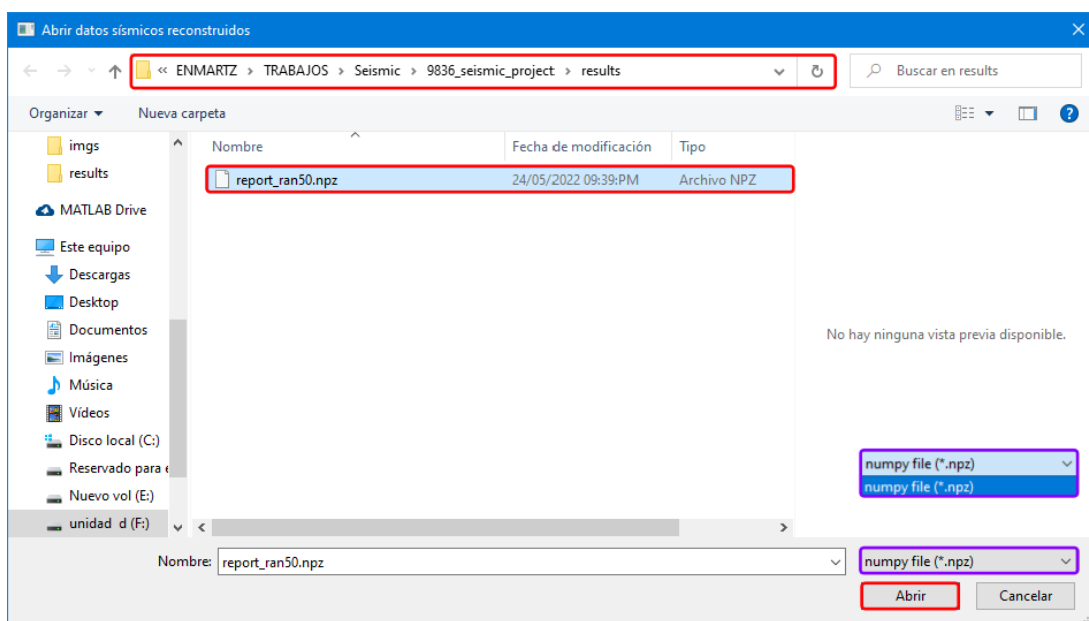 Abrir datos sísmicos reconstruidos
« ENMARTZ > TRABAJOS > Seismic > 9836_seismic_project > results
Buscar en results
Organizar
Nueva carpeta
imgs
results
MATLAB Drive
Este equipo
Descargas
Desktop
Documentos
Imágenes
Música
Vídeos
Disco local (C:)
Reservado para
Nuevo vol (E:)
unidad d (F:)
Nombre
Fecha de modificación
Tipo
report_ran50.npz
24/05/2022 09:39:PM
Archivo NPZ
No hay ninguna vista previa disponible.
numpy file (*.npz)
numpy file (*.npz)
Nombre:
report_ran50.npz
numpy file (*.npz)
Abrir
Cancelar